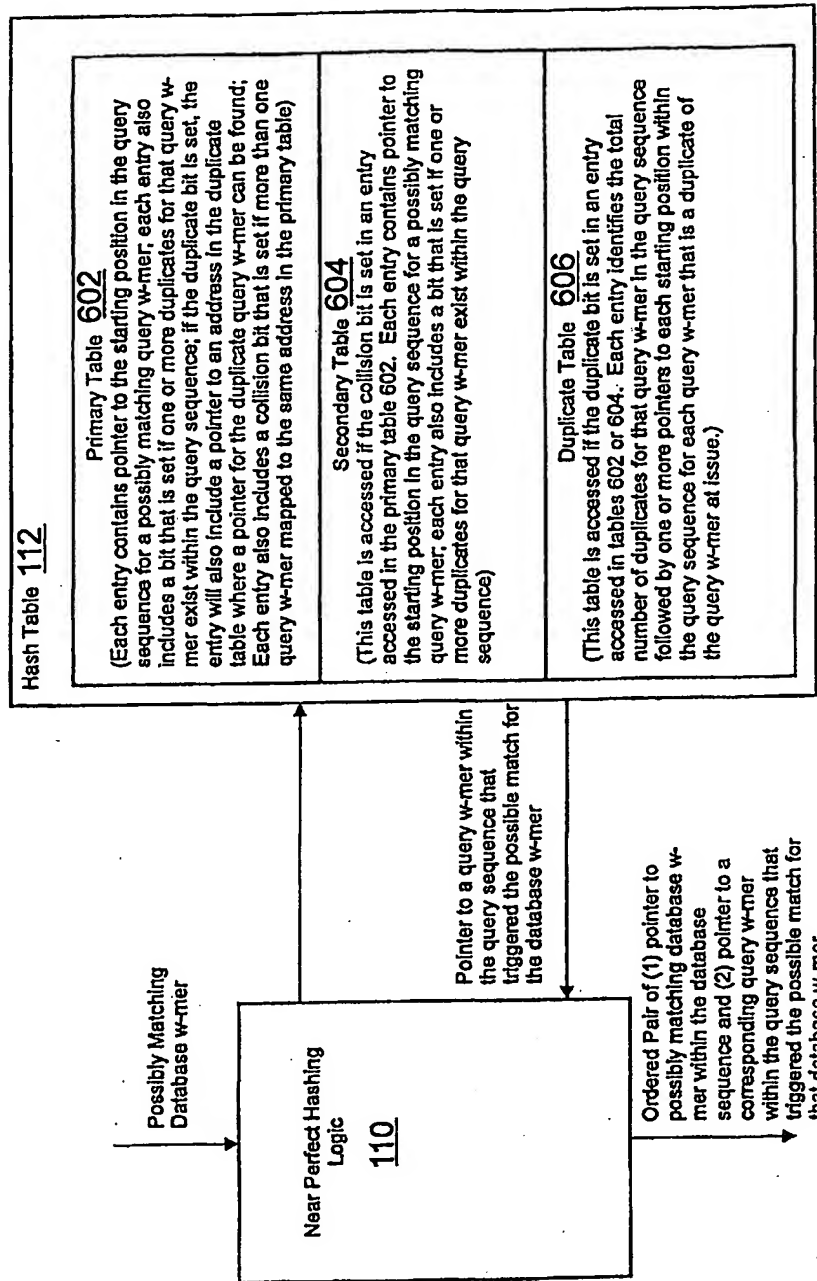 Hash Table 112
Primary Table 602
(Each entry contains pointer to the starting position in the query
sequence for a possibly matching query w-mer; each entry also
includes a bit that is set if one or more duplicates for that query w-
mer exist within the query sequence; if the duplicate bit is set, the
entry will also include a pointer to an address in the duplicate
table where a pointer for the duplicate query w-mer can be found;
Each entry also includes a collision bit that is set if more than one
query w-mer mapped to the same address in the primary table)
Secondary Table 604
(This table is accessed if the collision bit is set in an entry
accessed in the primary table 602. Each entry contains pointer to
the starting position in the query sequence for a possibly matching
query w-mer; each entry also includes a bit that is set if one or
more duplicates for that query w-mer exist within the query
sequence)
Duplicate Table 606
(This table is accessed if the duplicate bit is set in an entry
accessed in tables 602 or 604. Each entry identifies the total
number of duplicates for that query w-mer in the query sequence
followed by one or more pointers to each starting position within
the query sequence for each query w-mer that is a duplicate of
the query w-mer at issue.)
Pointer to a query w-mer within
the query sequence that
triggered the possible match for
the database w-mer
Possibly Matching
Database w-mer
Near Perfect Hashing
Logic
110
Ordered Pair of (1) pointer to
possibly matching database w-
mer within the database
sequence and (2) pointer to a
corresponding query w-mer
within the query sequence that
triggered the possible match for
that database w-mer